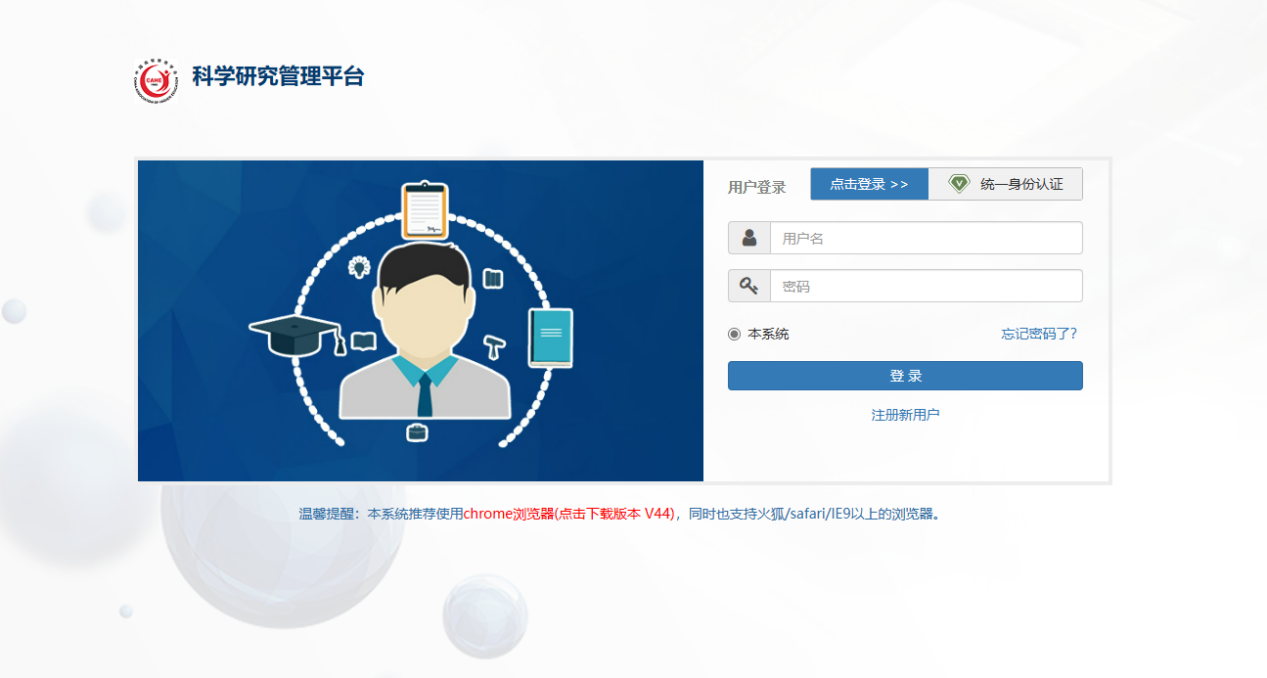 科学研究管理平台
CAHE
用户登录
点击登录 >>
统一身份认证
用户名
密码
本系统
忘记密码了?
登 录
注册新用户
温馨提醒：本系统推荐使用chrome浏览器(点击下载版本 V44)，同时也支持火狐/safari/IE9以上的浏览器。